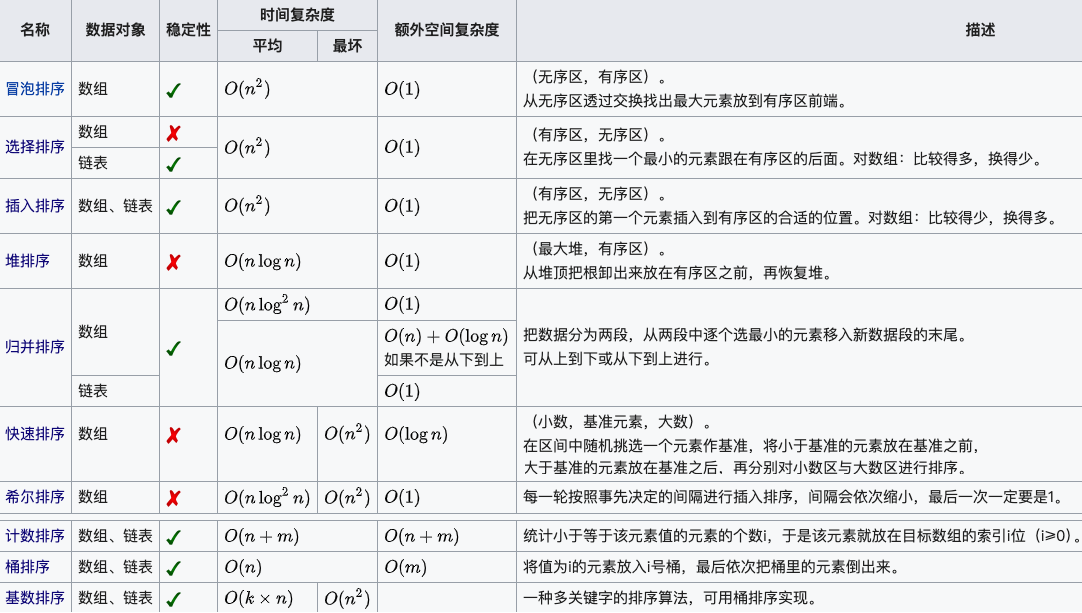 名称 数据对象 稳定性 时间复杂度 额外空间复杂度 描述
平均 最坏
冒泡排序 数组 ✓ O(n²) O(1) （无序区，有序区）。
从无序区透过交换找出最大元素放到有序区前端。
选择排序 数组 ✗ O(n²) O(1) （有序区，无序区）。
链表 ✓ 在无序区里找一个最小的元素跟在有序区的后面。对数组：比较得多，换得少。
插入排序 数组、链表 ✓ O(n²) O(1) （有序区，无序区）。
把无序区的第一个元素插入到有序区的合适的位置。对数组：比较得少，换得多。
堆排序 数组 ✗ O(n log n) O(1) （最大堆，有序区）。
从堆顶把根卸出来放在有序区之前，再恢复堆。
归并排序 数组 ✓ O(n log² n) O(1) 把数据分为两段，从两段中逐个选最小的元素移入新数据段的末尾。
O(n log n) O(n) + O(log n) 可从上到下或从下到上进行。
如果不是从下到上
链表 O(1)
快速排序 数组 ✗ O(n log n) O(n²) O(log n) （小数，基准元素，大数）。
在区间中随机挑选一个元素作基准，将小于基准的元素放在基准之前，
大于基准的元素放在基准之后，再分别对小数区与大数区进行排序。
希尔排序 数组 ✗ O(n log² n) O(n²) O(1) 每一轮按照事先决定的间隔进行插入排序，间隔会依次缩小，最后一次一定要是1。
计数排序 数组、链表 ✓ O(n + m) O(n + m) 统计小于等于该元素值的元素的个数i，于是该元素就放在目标数组的索引i位（i⩾0）。
桶排序 数组、链表 ✓ O(n) O(m) 将值为i的元素放入i号桶，最后依次把桶里的元素倒出来。
基数排序 数组、链表 ✓ O(k × n) O(n²) 一种多关键字的排序算法，可用桶排序实现。